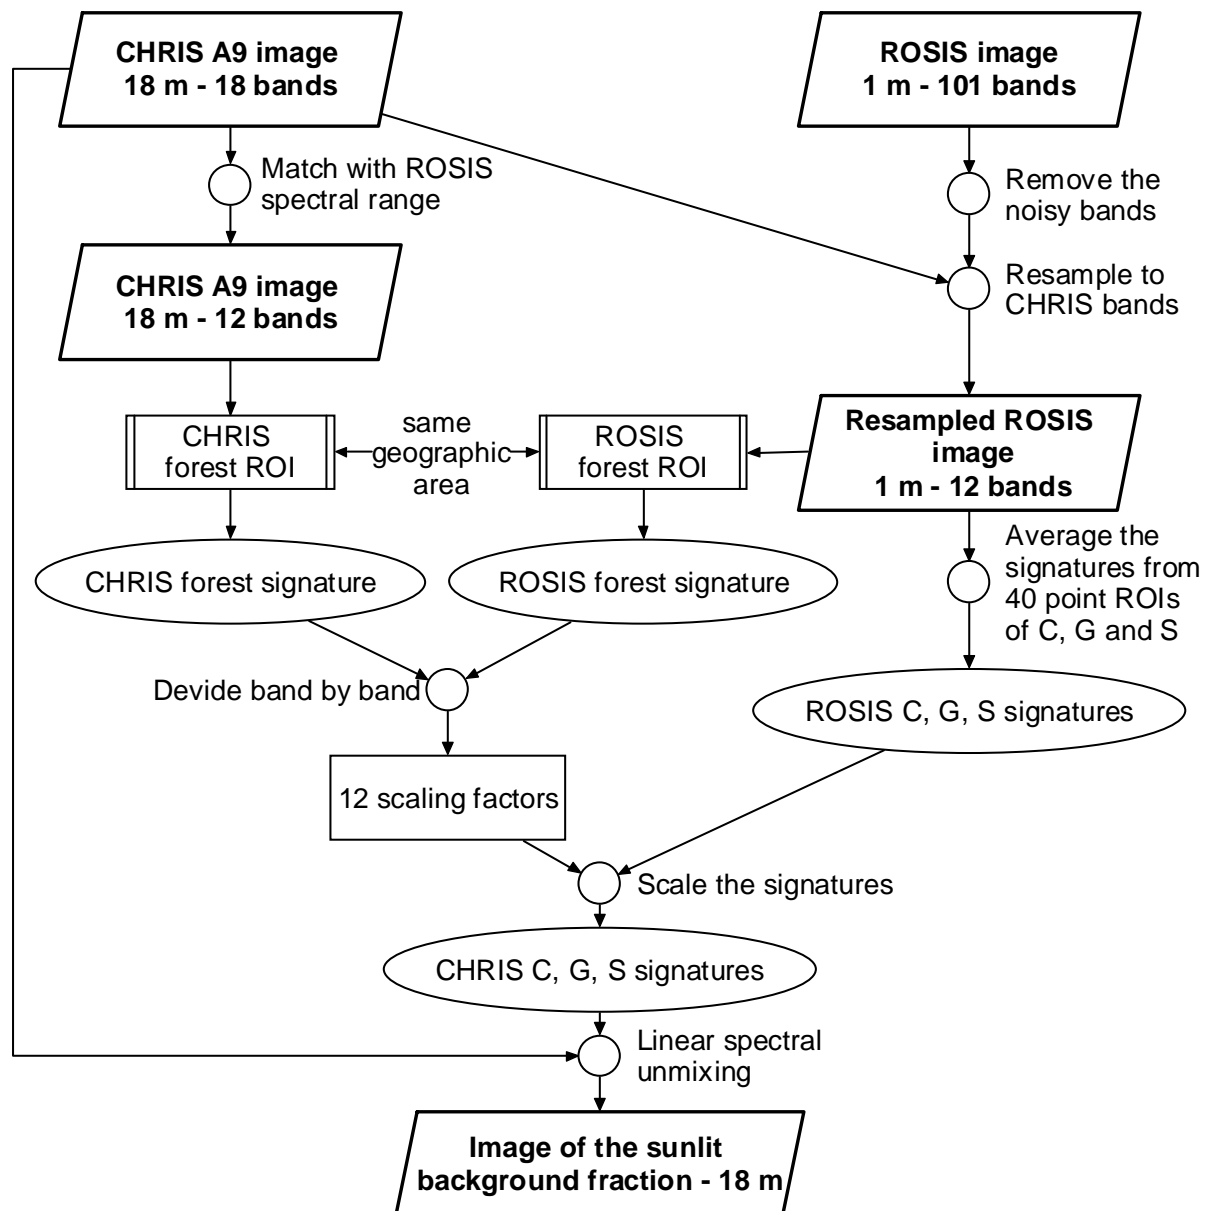 CHRIS A9 image
18 m - 18 bands
ROSIS image
1 m - 101 bands
Match with ROSIS
spectral range
Remove the
noisy bands
CHRIS A9 image
18 m - 12 bands
Resample to
CHRIS bands
CHRIS
forest ROI
same
geographic
area
ROSIS
forest ROI
Resampled ROSIS
image
1 m - 12 bands
CHRIS forest signature
ROSIS forest signature
Average the
signatures from
40 point ROIs
of C, G and S
Devide band by band
ROSIS C, G, S signatures
12 scaling factors
Scale the signatures
CHRIS C, G, S signatures
Linear spectral
unmixing
Image of the sunlit
background fraction - 18 m